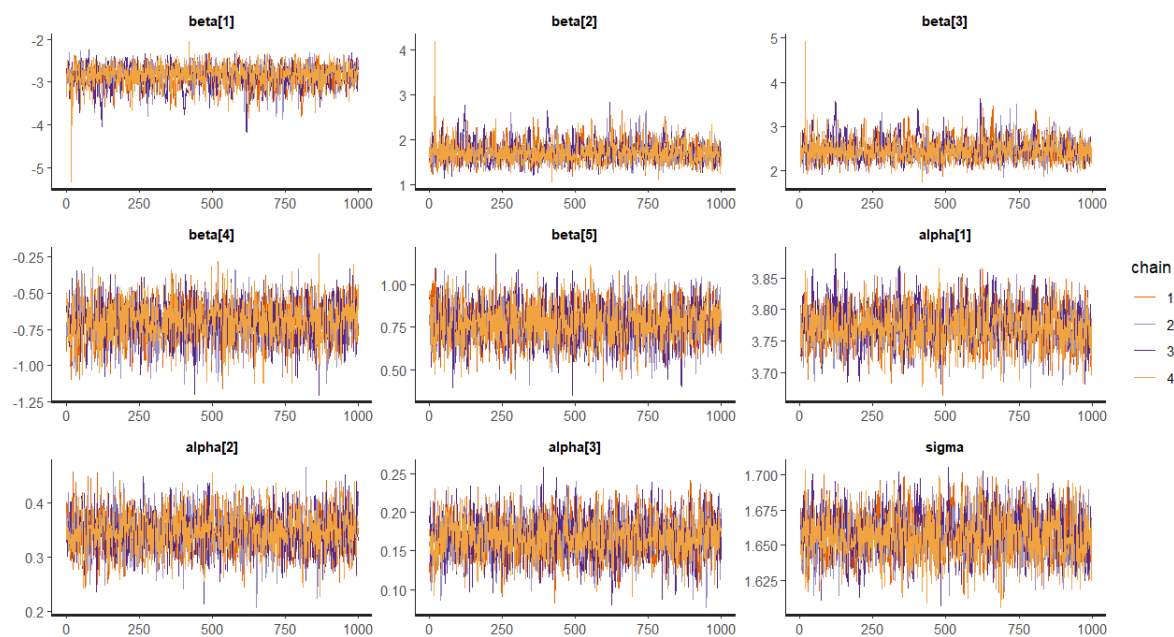 beta[1] beta[2] beta[3]
-2 -3 -4 -5
4 3 2 1
5 4 3 2
0 250 500 750 1000 0 250 500 750 1000 0 250 500 750 1000
beta[4] beta[5] alpha[1]
-0.25 -0.50 -0.75 -1.00 -1.25
1.00 0.75 0.50
3.85 3.80 3.75 3.70
0 250 500 750 1000 0 250 500 750 1000 0 250 500 750 1000
chain
1
2
3
4
alpha[2] alpha[3] sigma
0.4 0.3 0.2
0.25 0.20 0.15 0.10
1.700 1.675 1.650 1.625
0 250 500 750 1000 0 250 500 750 1000 0 250 500 750 1000